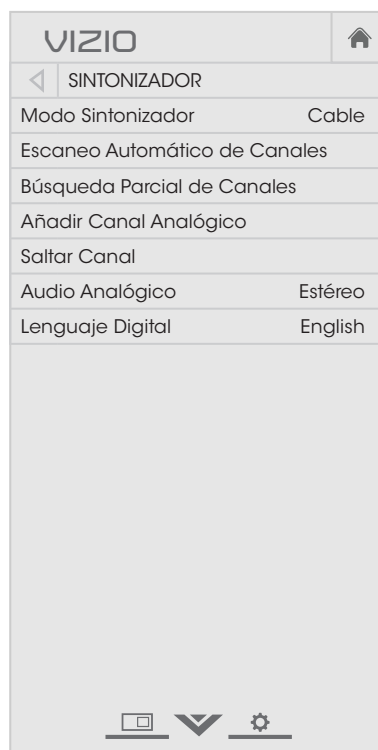 VIZIO
SINTONIZADOR
Modo Sintonizador Cable
Escaneo Automático de Canales
Búsqueda Parcial de Canales
Añadir Canal Analógico
Saltar Canal
Audio Analógico Estéreo
Lenguaje Digital English